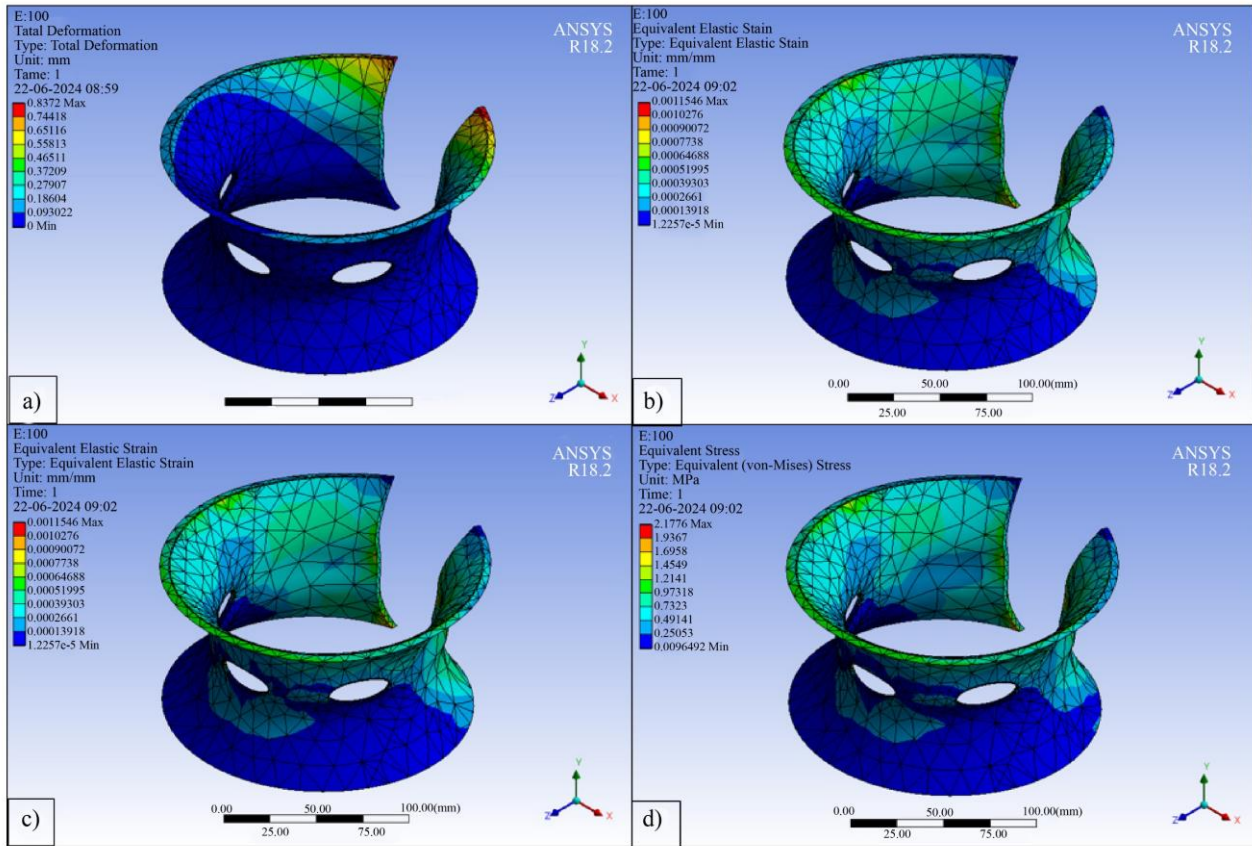 E:100
Tatal Deformation
Type: Total Deformation
Unit: mm
Tame: 1
22-06-2024 08:59
0.8372 Max
0.74418
0.65116
0.55813
0.46511
0.37209
0.27907
0.18604
0.093022
0 Min
ANSYS
R18.2
Y
Z
X
a)
E:100
Equivalent Elastic Stain
Type: Equivalent Elastic Stain
Unit: mm/mm
Tame: 1
22-06-2024 09:02
0.0011546 Max
0.0010276
0.00090072
0.0007738
0.00064688
0.00051995
0.00039303
0.0002661
0.00013918
1.2257e-5 Min
ANSYS
R18.2
0.00 50.00 100.00(mm)
25.00 75.00
Y
Z
X
b)
E:100
Equivalent Elastic Strain
Type: Equivalent Elastic Strain
Unit: mm/mm
Time: 1
22-06-2024 09:02
0.0011546 Max
0.0010276
0.00090072
0.0007738
0.00064688
0.00051995
0.00039303
0.0002661
0.00013918
1.2257e-5 Min
ANSYS
R18.2
0.00 50.00 100.00(mm)
25.00 75.00
Y
Z
X
c)
E:100
Equivalent Stress
Type: Equivalent (von-Mises) Stress
Unit: MPa
Time: 1
22-06-2024 09:02
2.1776 Max
1.9367
1.6958
1.4549
1.2141
0.97318
0.7323
0.49141
0.25053
0.0096492 Min
ANSYS
R18.2
0.00 50.00 100.00(mm)
25.00 75.00
Y
Z
X
d)